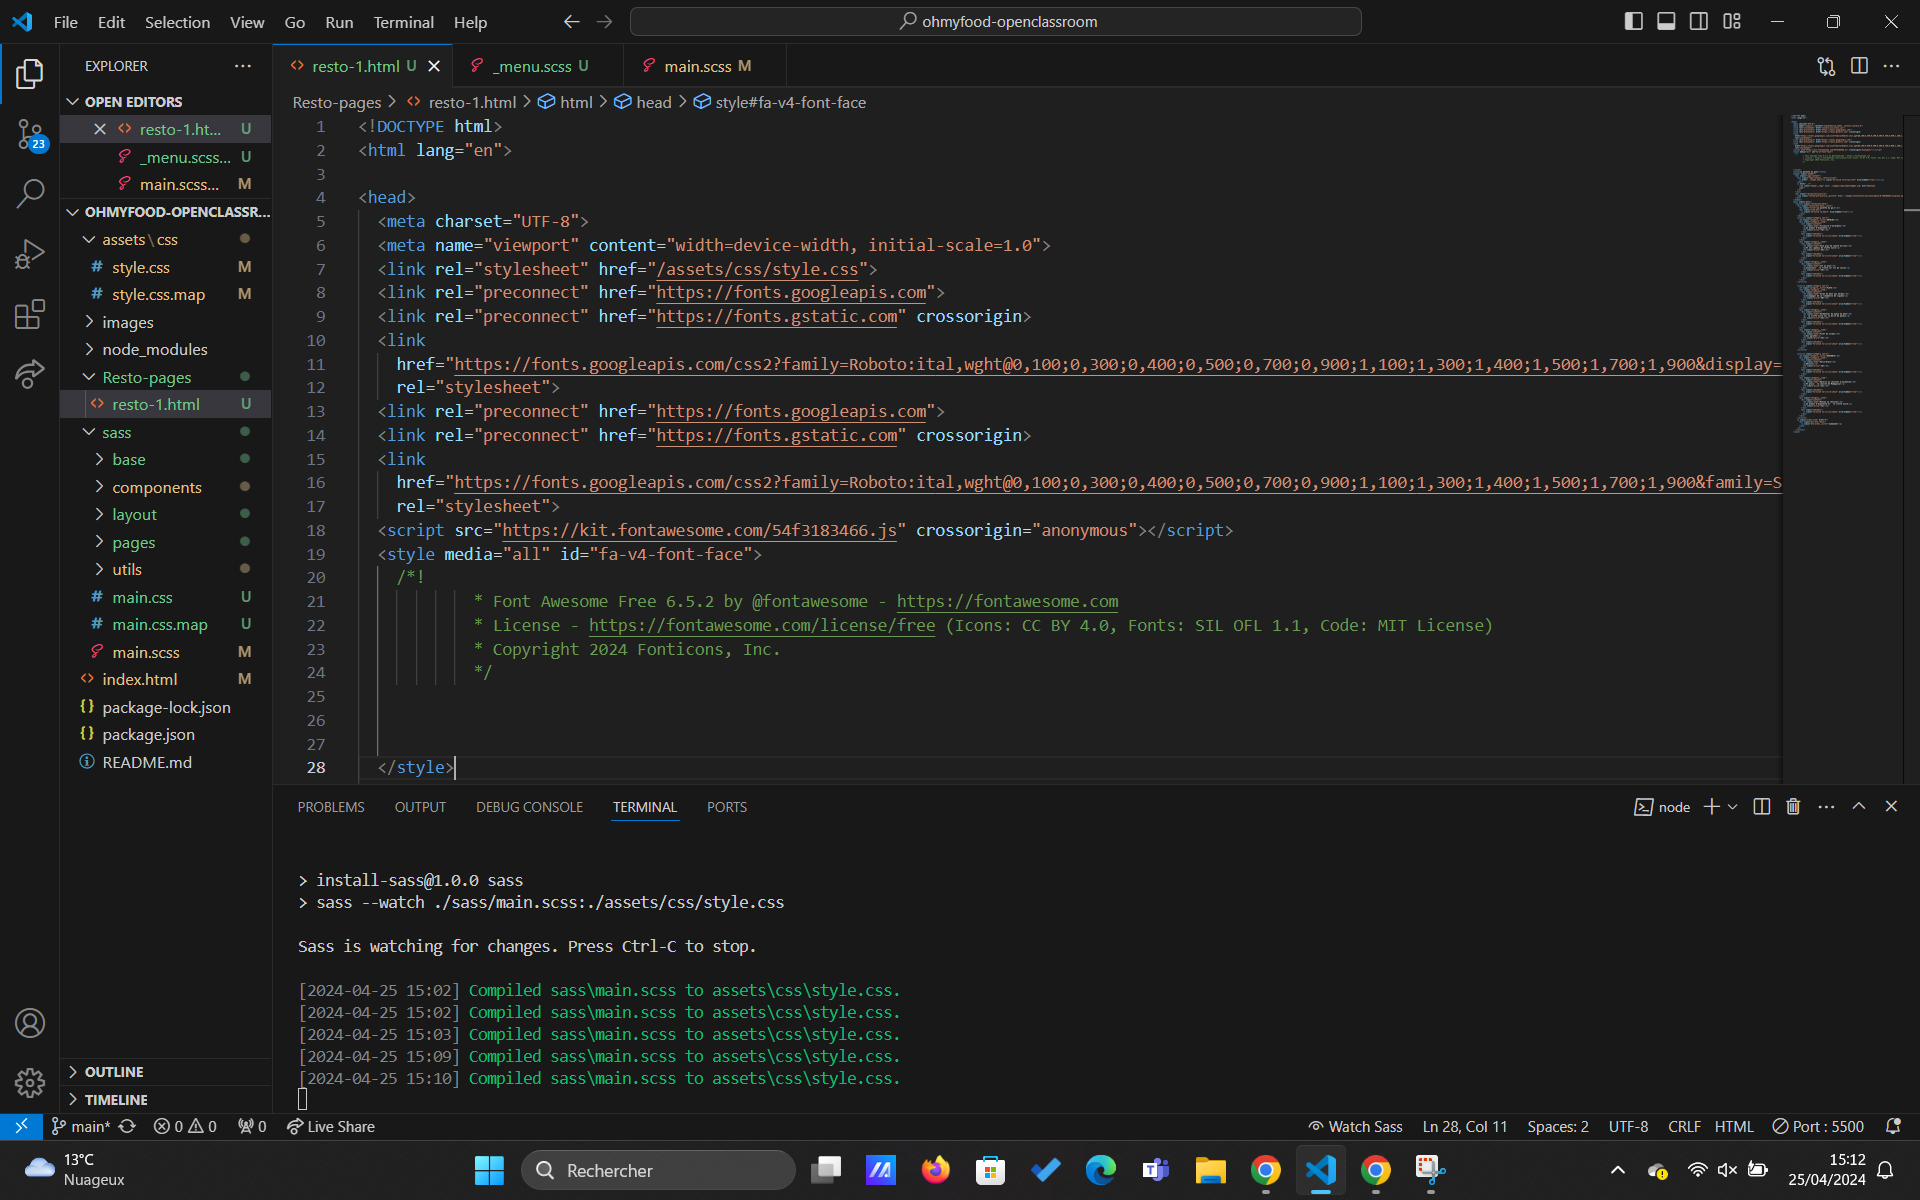 File Edit Selection View Go Run Terminal Help
ohmyfood-openclassroom
EXPLORER
OPEN EDITORS
resto-1.ht... U
_menu.scss... U
main.scss... M
OHMYFOOD-OPENCLASSR...
assets\css
style.css M
style.css.map M
images
node_modules
Resto-pages
resto-1.html U
sass
base
components
layout
pages
utils
main.css U
main.css.map U
main.scss M
index.html M
package-lock.json
package.json
README.md
OUTLINE
TIMELINE
23
resto-1.html U
_menu.scss U
main.scss M
Resto-pages > resto-1.html > html > head > style#fa-v4-font-face
1 <!DOCTYPE html>
2 <html lang="en">
3
4 <head>
5 <meta charset="UTF-8">
6 <meta name="viewport" content="width=device-width, initial-scale=1.0">
7 <link rel="stylesheet" href="/assets/css/style.css">
8 <link rel="preconnect" href="https://fonts.googleapis.com">
9 <link rel="preconnect" href="https://fonts.gstatic.com" crossorigin>
10 <link
11 href="https://fonts.googleapis.com/css2?family=Roboto:ital,wght@0,100;0,300;0,400;0,500;0,700;0,900;1,100;1,300;1,400;1,500;1,700;1,900&display=
12 rel="stylesheet">
13 <link rel="preconnect" href="https://fonts.googleapis.com">
14 <link rel="preconnect" href="https://fonts.gstatic.com" crossorigin>
15 <link
16 href="https://fonts.googleapis.com/css2?family=Roboto:ital,wght@0,100;0,300;0,400;0,500;0,700;0,900;1,100;1,300;1,400;1,500;1,700;1,900&family=S
17 rel="stylesheet">
18 <script src="https://kit.fontawesome.com/54f3183466.js" crossorigin="anonymous"></script>
19 <style media="all" id="fa-v4-font-face">
20 /*!
21 * Font Awesome Free 6.5.2 by @fontawesome - https://fontawesome.com
22 * License - https://fontawesome.com/license/free (Icons: CC BY 4.0, Fonts: SIL OFL 1.1, Code: MIT License)
23 * Copyright 2024 Fonticons, Inc.
24 */
25
26
27
28 </style>
PROBLEMS OUTPUT DEBUG CONSOLE TERMINAL PORTS
node
> install-sass@1.0.0 sass
> sass --watch ./sass/main.scss:./assets/css/style.css
Sass is watching for changes. Press Ctrl-C to stop.
[2024-04-25 15:02] Compiled sass\main.scss to assets\css\style.css.
[2024-04-25 15:02] Compiled sass\main.scss to assets\css\style.css.
[2024-04-25 15:03] Compiled sass\main.scss to assets\css\style.css.
[2024-04-25 15:09] Compiled sass\main.scss to assets\css\style.css.
[2024-04-25 15:10] Compiled sass\main.scss to assets\css\style.css.
main* 0 0 0 Live Share
Watch Sass Ln 28, Col 11 Spaces: 2 UTF-8 CRLF HTML Port : 5500
13°C
Nuageux
Rechercher
15:12
25/04/2024